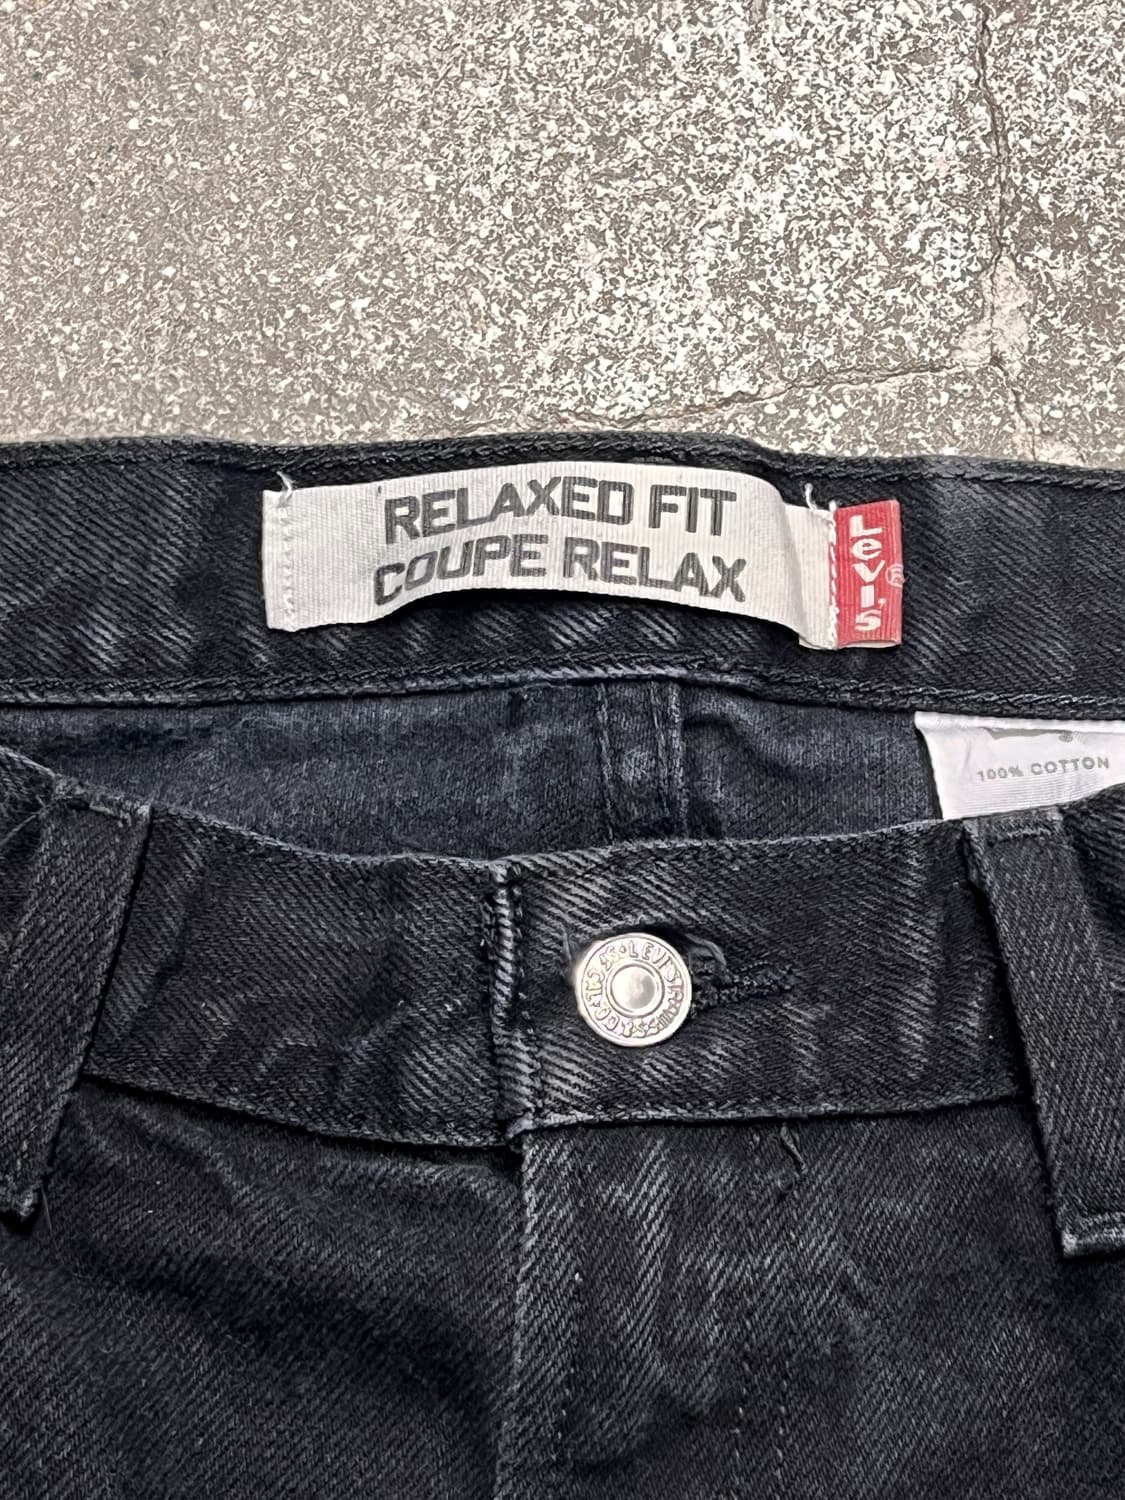 RELAXED FIT
COUPE RELAX
Levi's
®
100% COTTON